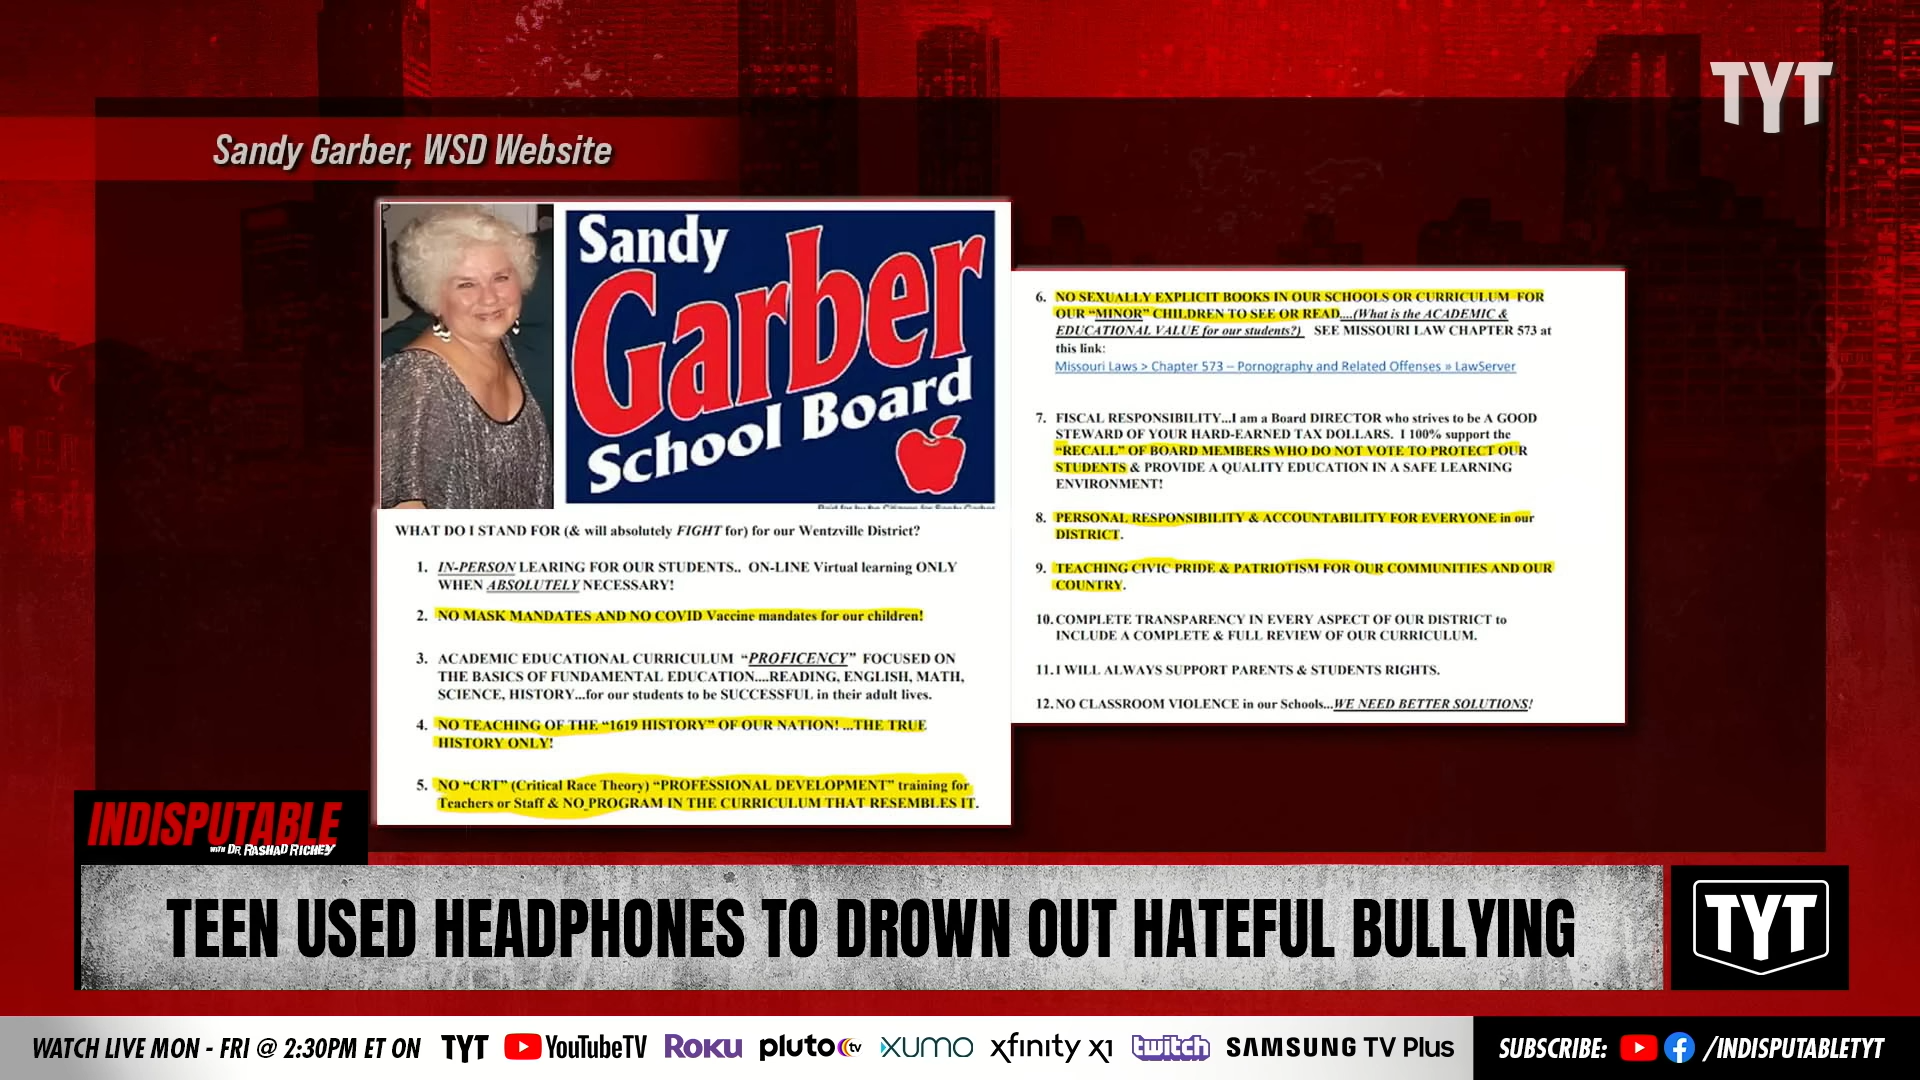 TYT
Sandy Garber, WSD Website
Sandy
Garber
School Board
Paid for by the Citizens for Sandy Garber
WHAT DO I STAND FOR (& will absolutely FIGHT for) for our Wentzville District?
1. IN-PERSON LEARING FOR OUR STUDENTS.. ON-LINE Virtual learning ONLY
WHEN ABSOLUTELY NECESSARY!
2. NO MASK MANDATES AND NO COVID Vaccine mandates for our children!
3. ACADEMIC EDUCATIONAL CURRICULUM “PROFICENCY” FOCUSED ON
THE BASICS OF FUNDAMENTAL EDUCATION....READING, ENGLISH, MATH,
SCIENCE, HISTORY...for our students to be SUCCESSFUL in their adult lives.
4. NO TEACHING OF THE “1619 HISTORY” OF OUR NATION! ...THE TRUE
HISTORY ONLY!
5. NO “CRT” (Critical Race Theory) “PROFESSIONAL DEVELOPMENT” training for
Teachers or Staff & NO PROGRAM IN THE CURRICULUM THAT RESEMBLES IT.
6. NO SEXUALLY EXPLICIT BOOKS IN OUR SCHOOLS OR CURRICULUM FOR
OUR “MINOR” CHILDREN TO SEE OR READ....(What is the ACADEMIC &
EDUCATIONAL VALUE for our students?) SEE MISSOURI LAW CHAPTER 573 at
this link:
Missouri Laws > Chapter 573 – Pornography and Related Offenses » LawServer
7. FISCAL RESPONSIBILITY...I am a Board DIRECTOR who strives to be A GOOD
STEWARD OF YOUR HARD-EARNED TAX DOLLARS. I 100% support the
“RECALL” OF BOARD MEMBERS WHO DO NOT VOTE TO PROTECT OUR
STUDENTS & PROVIDE A QUALITY EDUCATION IN A SAFE LEARNING
ENVIRONMENT!
8. PERSONAL RESPONSIBILITY & ACCOUNTABILITY FOR EVERYONE in our
DISTRICT.
9. TEACHING CIVIC PRIDE & PATRIOTISM FOR OUR COMMUNITIES AND OUR
COUNTRY.
10. COMPLETE TRANSPARENCY IN EVERY ASPECT OF OUR DISTRICT to
INCLUDE A COMPLETE & FULL REVIEW OF OUR CURRICULUM.
11. I WILL ALWAYS SUPPORT PARENTS & STUDENTS RIGHTS.
12. NO CLASSROOM VIOLENCE in our Schools...WE NEED BETTER SOLUTIONS!
INDISPUTABLE
WITH DR RASHAD RICHEY
TEEN USED HEADPHONES TO DROWN OUT HATEFUL BULLYING
TYT
WATCH LIVE MON - FRI @ 2:30PM ET ON TYT YouTubeTV ROKU pluto tv XUMO xfinity x1 twitch SAMSUNG TV Plus SUBSCRIBE: /INDISPUTABLETYT